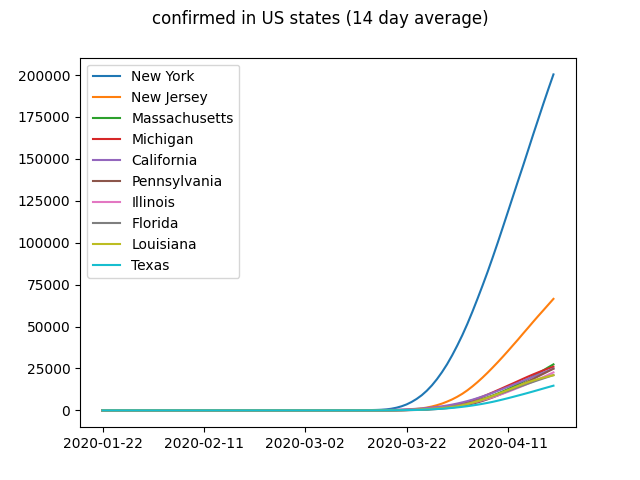 confirmed in US states (14 day average)
200000
175000
150000
125000
100000
75000
50000
25000
0
New York
New Jersey
Massachusetts
Michigan
California
Pennsylvania
Illinois
Florida
Louisiana
Texas
2020-01-22 2020-02-11 2020-03-02 2020-03-22 2020-04-11